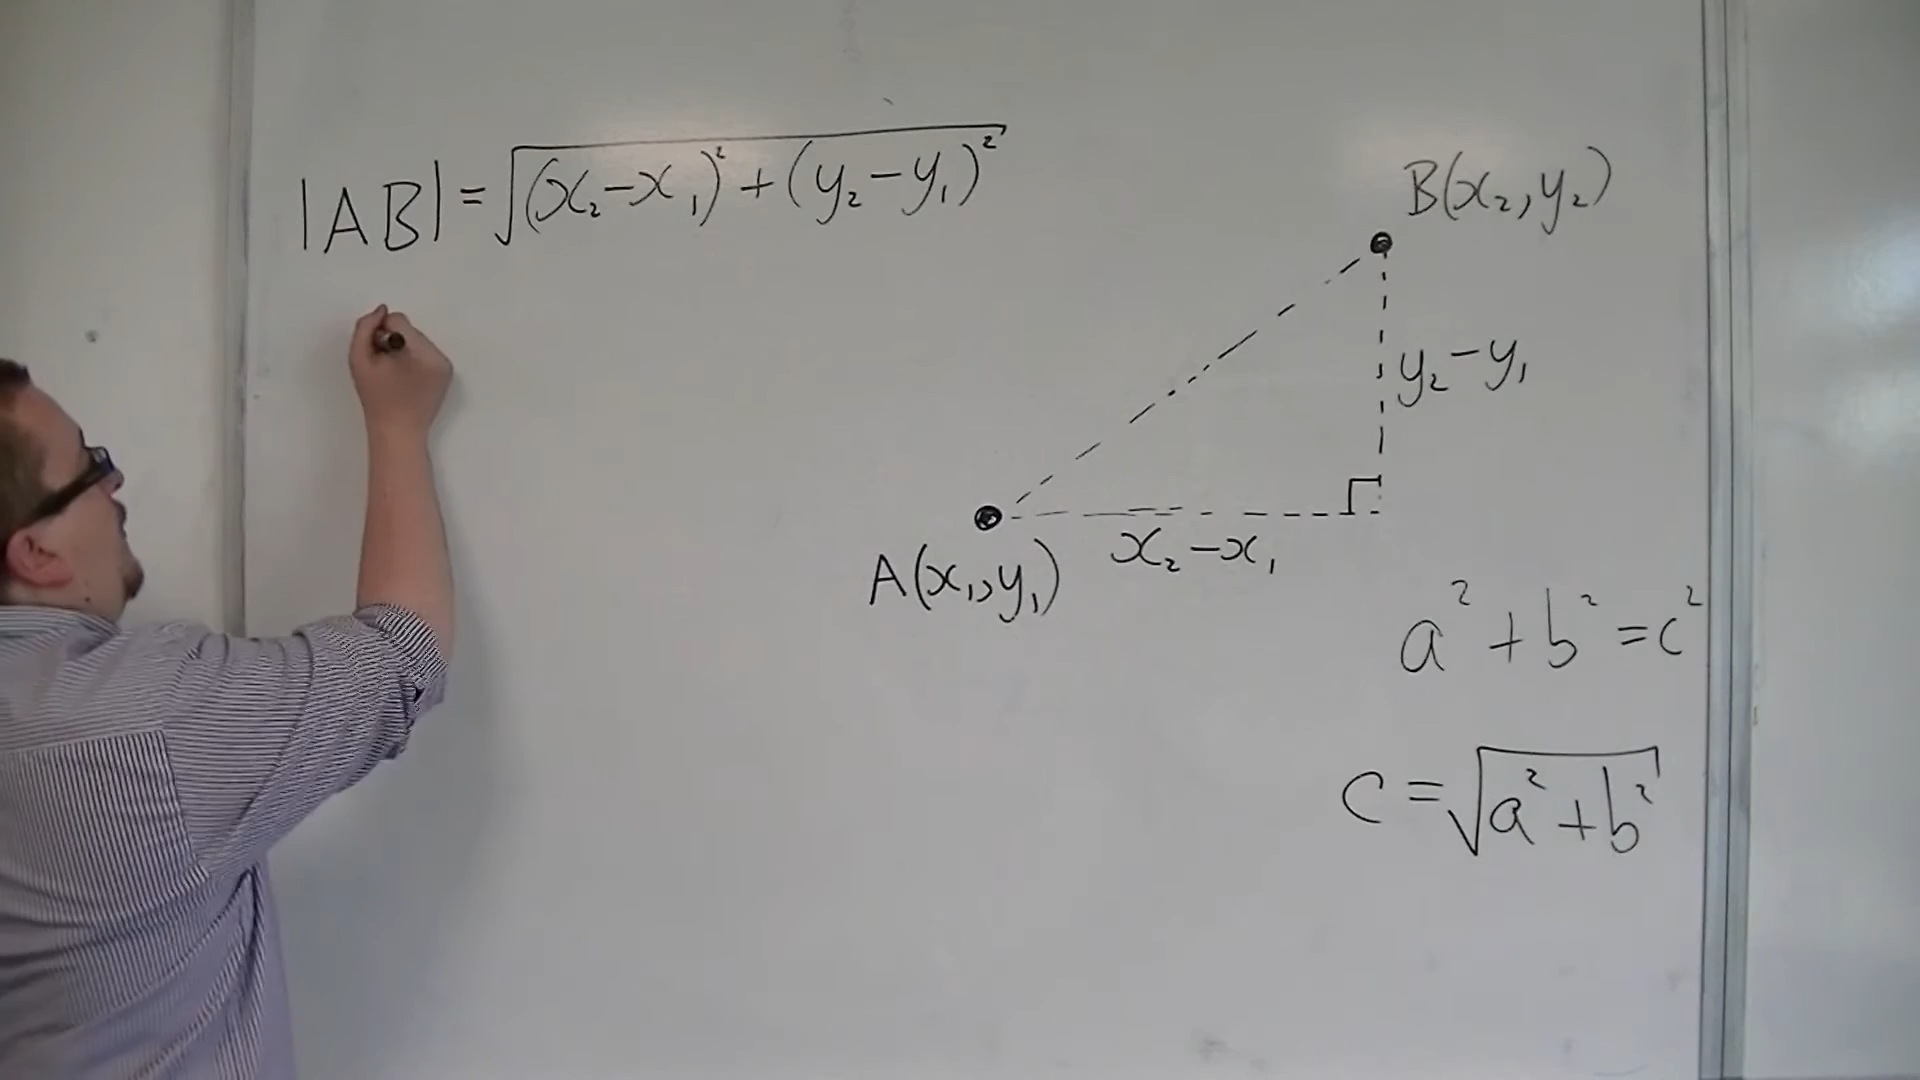 |AB| = √(x₂ - x₁)² + (y₂ - y₁)²
B(x₂, y₂)
y₂ - y₁
x₂ - x₁
A(x₁, y₁)
a² + b² = c²
c = √a² + b²